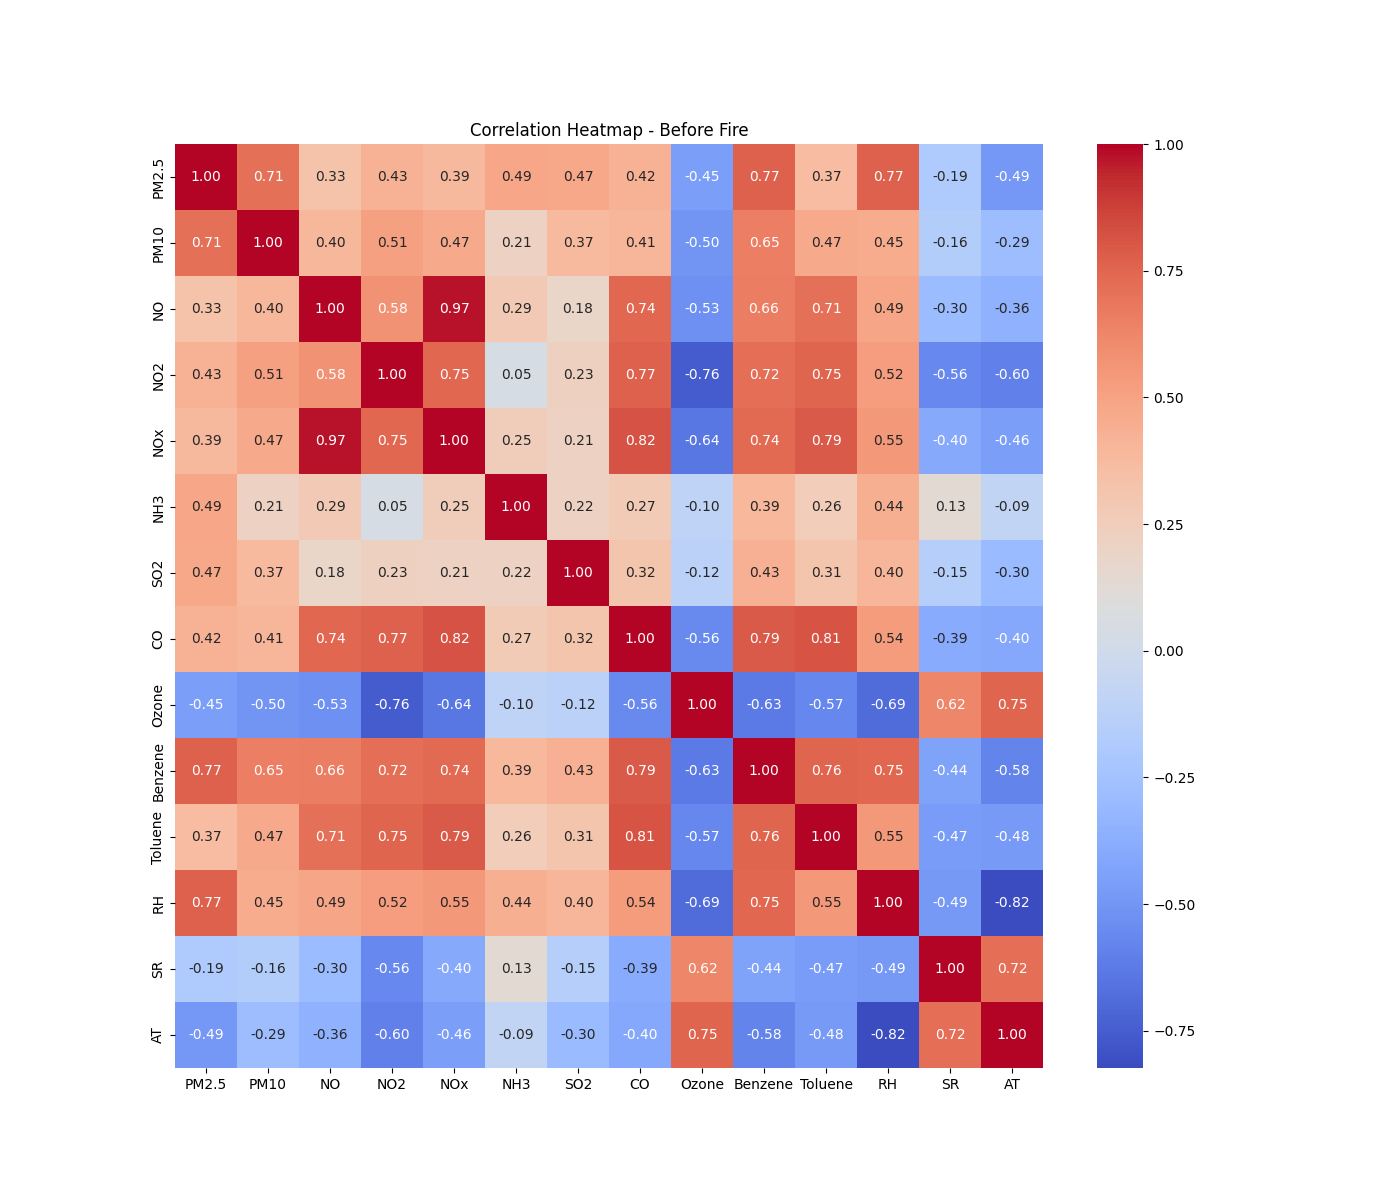 Correlation Heatmap - Before Fire
PM2.5 1.00 0.71 0.33 0.43 0.39 0.49 0.47 0.42 -0.45 0.77 0.37 0.77 -0.19 -0.49
PM10 0.71 1.00 0.40 0.51 0.47 0.21 0.37 0.41 -0.50 0.65 0.47 0.45 -0.16 -0.29
NO 0.33 0.40 1.00 0.58 0.97 0.29 0.18 0.74 -0.53 0.66 0.71 0.49 -0.30 -0.36
NO2 0.43 0.51 0.58 1.00 0.75 0.05 0.23 0.77 -0.76 0.72 0.75 0.52 -0.56 -0.60
NOx 0.39 0.47 0.97 0.75 1.00 0.25 0.21 0.82 -0.64 0.74 0.79 0.55 -0.40 -0.46
NH3 0.49 0.21 0.29 0.05 0.25 1.00 0.22 0.27 -0.10 0.39 0.26 0.44 0.13 -0.09
SO2 0.47 0.37 0.18 0.23 0.21 0.22 1.00 0.32 -0.12 0.43 0.31 0.40 -0.15 -0.30
CO 0.42 0.41 0.74 0.77 0.82 0.27 0.32 1.00 -0.56 0.79 0.81 0.54 -0.39 -0.40
Ozone -0.45 -0.50 -0.53 -0.76 -0.64 -0.10 -0.12 -0.56 1.00 -0.63 -0.57 -0.69 0.62 0.75
Benzene 0.77 0.65 0.66 0.72 0.74 0.39 0.43 0.79 -0.63 1.00 0.76 0.75 -0.44 -0.58
Toluene 0.37 0.47 0.71 0.75 0.79 0.26 0.31 0.81 -0.57 0.76 1.00 0.55 -0.47 -0.48
RH 0.77 0.45 0.49 0.52 0.55 0.44 0.40 0.54 -0.69 0.75 0.55 1.00 -0.49 -0.82
SR -0.19 -0.16 -0.30 -0.56 -0.40 0.13 -0.15 -0.39 0.62 -0.44 -0.47 -0.49 1.00 0.72
AT -0.49 -0.29 -0.36 -0.60 -0.46 -0.09 -0.30 -0.40 0.75 -0.58 -0.48 -0.82 0.72 1.00
PM2.5 PM10 NO NO2 NOx NH3 SO2 CO Ozone Benzene Toluene RH SR AT
1.00
0.75
0.50
0.25
0.00
−0.25
−0.50
−0.75